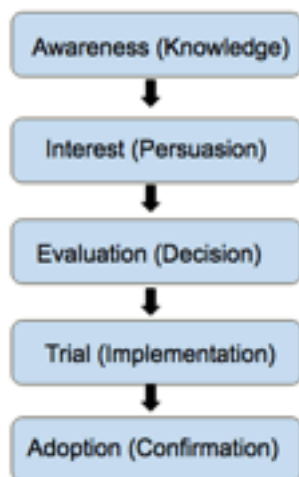 Awareness (Knowledge)
Interest (Persuasion)
Evaluation (Decision)
Trial (Implementation)
Adoption (Confirmation)